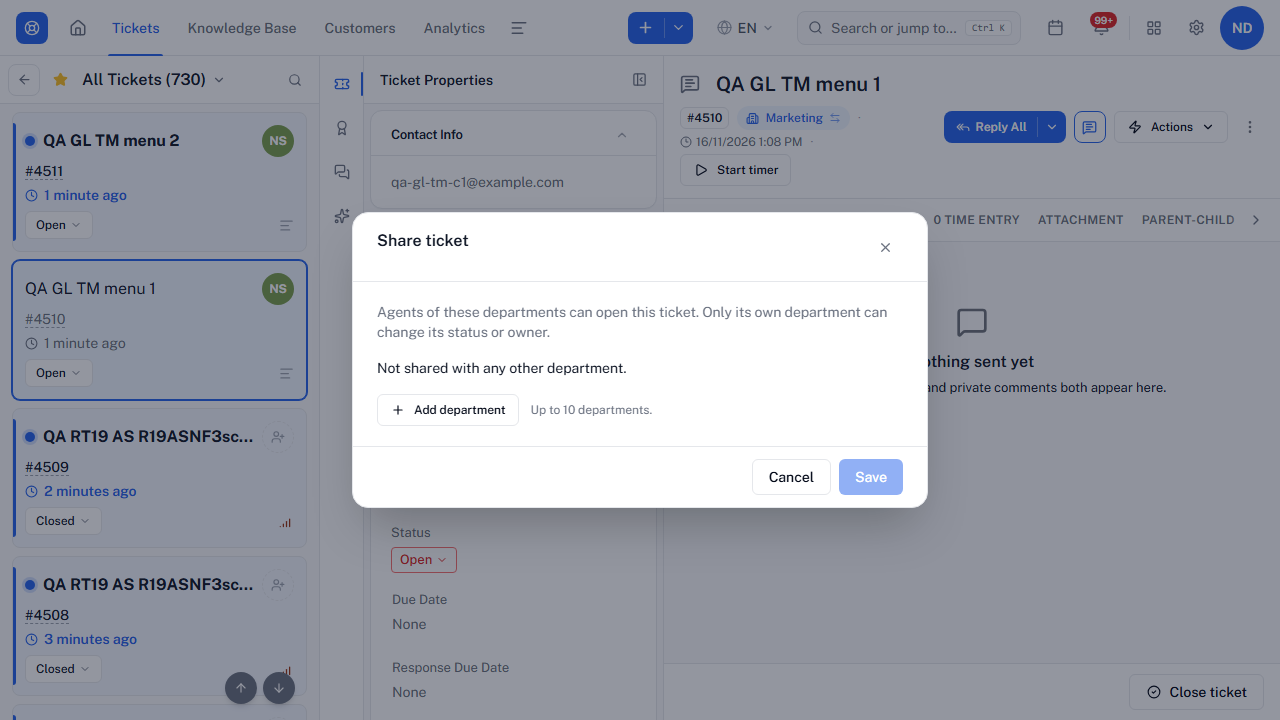 Tickets
Knowledge Base
Customers
Analytics
EN
Search or jump to...
Ctrl K
99+
ND
All Tickets (730)
QA GL TM menu 2
NS
#4511
1 minute ago
Open
QA GL TM menu 1
NS
#4510
1 minute ago
Open
QA RT19 AS R19ASNF3sc...
#4509
2 minutes ago
Closed
QA RT19 AS R19ASNF3sc...
#4508
3 minutes ago
Closed
Ticket Properties
Contact Info
qa-gl-tm-c1@example.com
Status
Open
Due Date
None
Response Due Date
None
QA GL TM menu 1
#4510
Marketing
16/11/2026 1:08 PM
Reply All
Actions
Start timer
0 TIME ENTRY
ATTACHMENT
PARENT-CHILD
sent yet
and private comments both appear here.
Close ticket
Share ticket
Agents of these departments can open this ticket. Only its own department can
change its status or owner.
Not shared with any other department.
Add department
Up to 10 departments.
Cancel
Save